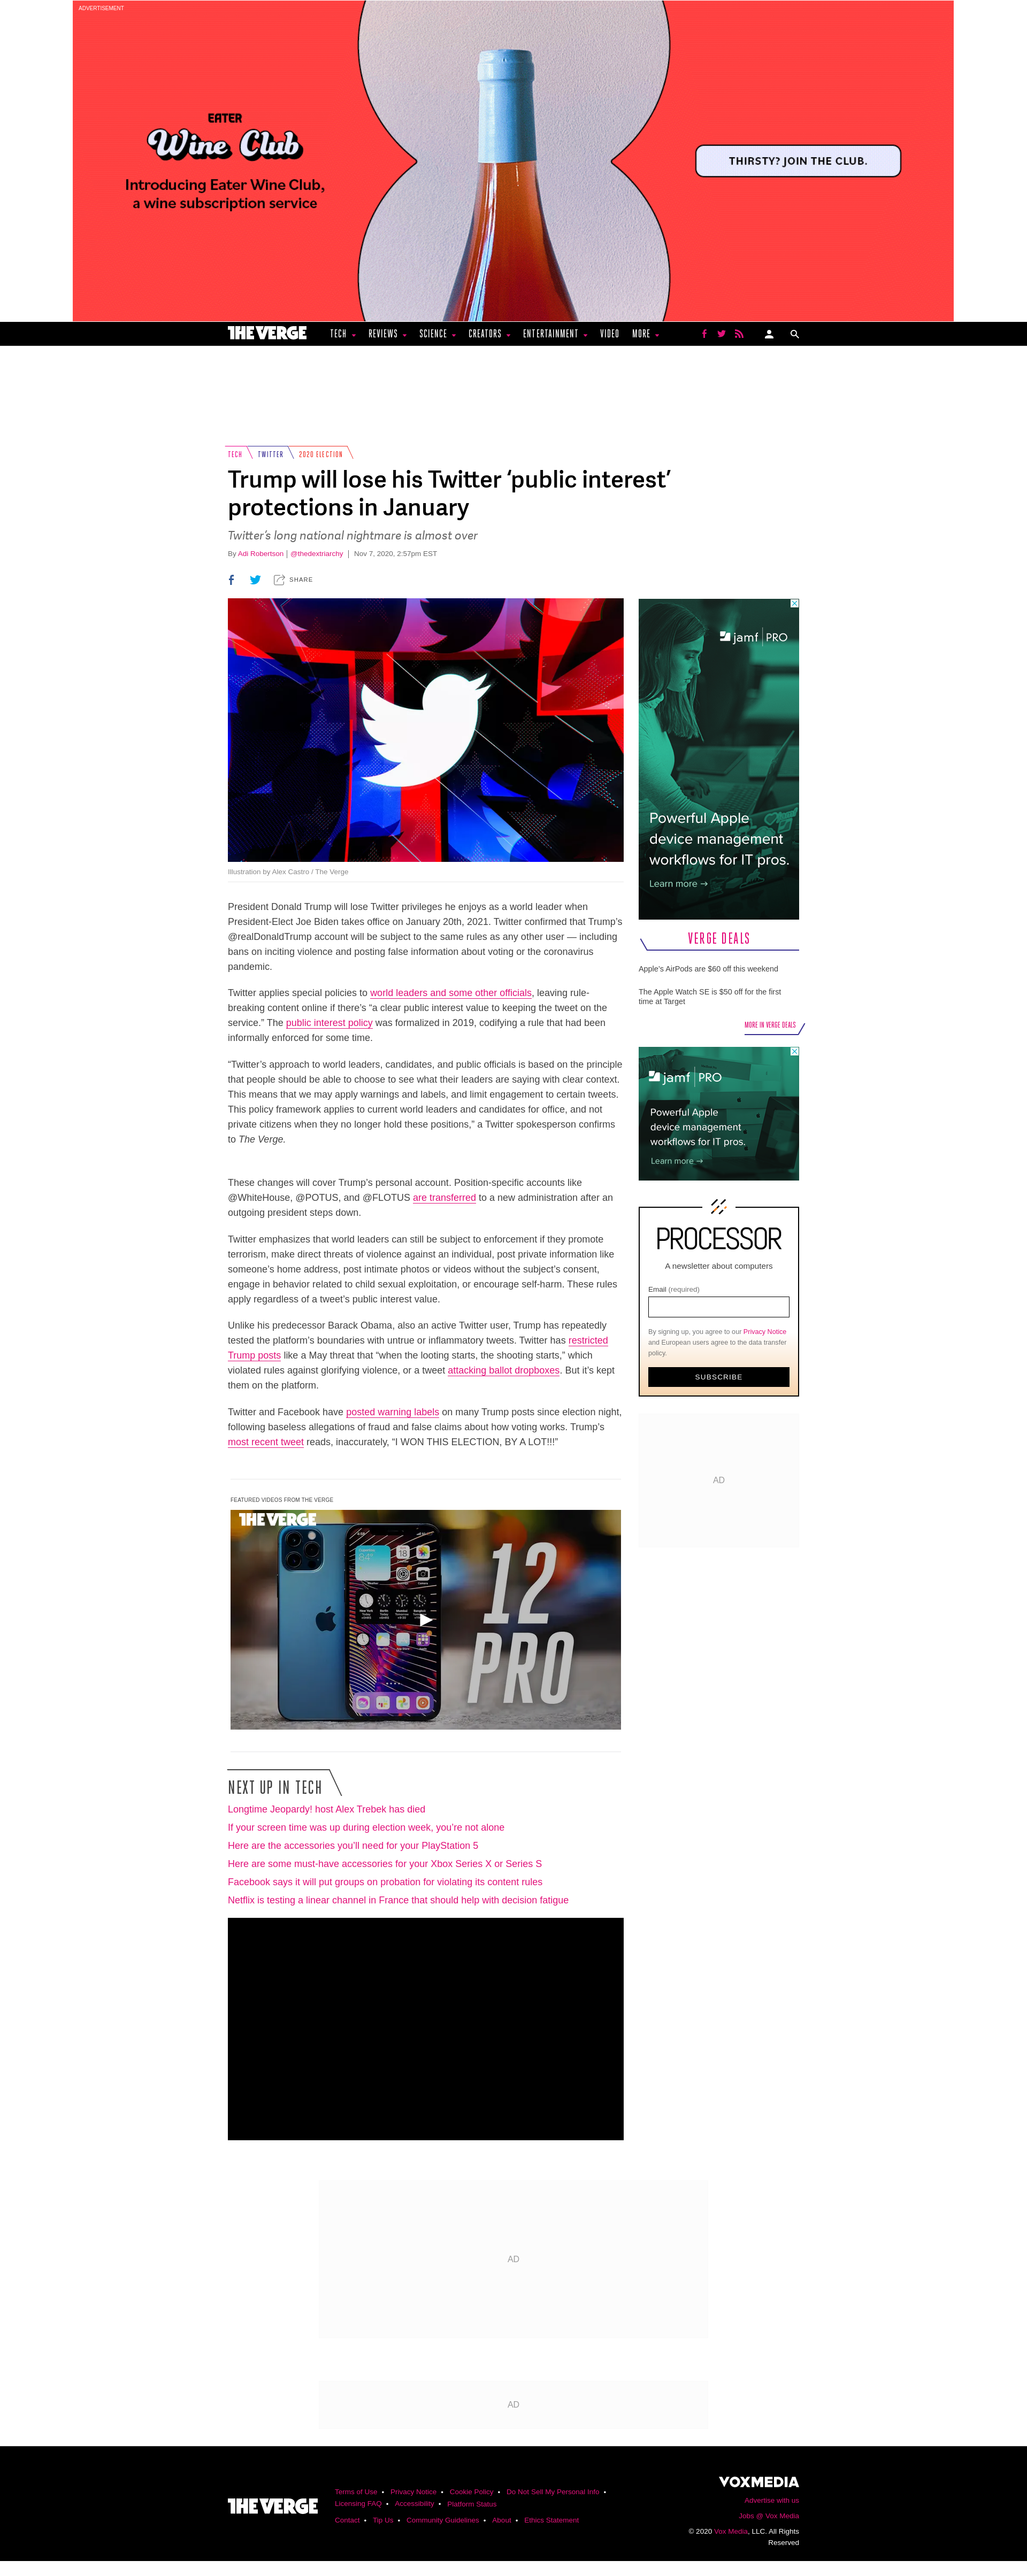 ADVERTISEMENT
EATER
Wine Club
Introducing Eater Wine Club,
a wine subscription service
THIRSTY? JOIN THE CLUB.
THE VERGE
TECH
REVIEWS
SCIENCE
CREATORS
ENTERTAINMENT
VIDEO
MORE
TECH
TWITTER
2020 ELECTION
Trump will lose his Twitter ‘public interest’
protections in January
Twitter’s long national nightmare is almost over
By Adi Robertson | @thedextriarchy | Nov 7, 2020, 2:57pm EST
SHARE
Illustration by Alex Castro / The Verge
President Donald Trump will lose Twitter privileges he enjoys as a world leader when
President-Elect Joe Biden takes office on January 20th, 2021. Twitter confirmed that Trump’s
@realDonaldTrump account will be subject to the same rules as any other user — including
bans on inciting violence and posting false information about voting or the coronavirus
pandemic.
Twitter applies special policies to world leaders and some other officials, leaving rule-
breaking content online if there’s “a clear public interest value to keeping the tweet on the
service.” The public interest policy was formalized in 2019, codifying a rule that had been
informally enforced for some time.
“Twitter’s approach to world leaders, candidates, and public officials is based on the principle
that people should be able to choose to see what their leaders are saying with clear context.
This means that we may apply warnings and labels, and limit engagement to certain tweets.
This policy framework applies to current world leaders and candidates for office, and not
private citizens when they no longer hold these positions,” a Twitter spokesperson confirms
to The Verge.
These changes will cover Trump’s personal account. Position-specific accounts like
@WhiteHouse, @POTUS, and @FLOTUS are transferred to a new administration after an
outgoing president steps down.
Twitter emphasizes that world leaders can still be subject to enforcement if they promote
terrorism, make direct threats of violence against an individual, post private information like
someone’s home address, post intimate photos or videos without the subject’s consent,
engage in behavior related to child sexual exploitation, or encourage self-harm. These rules
apply regardless of a tweet’s public interest value.
Unlike his predecessor Barack Obama, also an active Twitter user, Trump has repeatedly
tested the platform’s boundaries with untrue or inflammatory tweets. Twitter has restricted
Trump posts like a May threat that “when the looting starts, the shooting starts,” which
violated rules against glorifying violence, or a tweet attacking ballot dropboxes. But it’s kept
them on the platform.
Twitter and Facebook have posted warning labels on many Trump posts since election night,
following baseless allegations of fraud and false claims about how voting works. Trump’s
most recent tweet reads, inaccurately, “I WON THIS ELECTION, BY A LOT!!!”
jamf | PRO
Powerful Apple
device management
workflows for IT pros.
Learn more →
VERGE DEALS
Apple’s AirPods are $60 off this weekend
The Apple Watch SE is $50 off for the first
time at Target
MORE IN VERGE DEALS
jamf | PRO
Powerful Apple
device management
workflows for IT pros.
Learn more →
PROCESSOR
A newsletter about computers
Email (required)
By signing up, you agree to our Privacy Notice
and European users agree to the data transfer
policy.
SUBSCRIBE
AD
FEATURED VIDEOS FROM THE VERGE
THE VERGE
12
PRO
NEXT UP IN TECH
Longtime Jeopardy! host Alex Trebek has died
If your screen time was up during election week, you’re not alone
Here are the accessories you’ll need for your PlayStation 5
Here are some must-have accessories for your Xbox Series X or Series S
Facebook says it will put groups on probation for violating its content rules
Netflix is testing a linear channel in France that should help with decision fatigue
AD
AD
THE VERGE
Terms of Use • Privacy Notice • Cookie Policy • Do Not Sell My Personal Info •
Licensing FAQ • Accessibility • Platform Status
Contact • Tip Us • Community Guidelines • About • Ethics Statement
VOXMEDIA
Advertise with us
Jobs @ Vox Media
© 2020 Vox Media, LLC. All Rights
Reserved